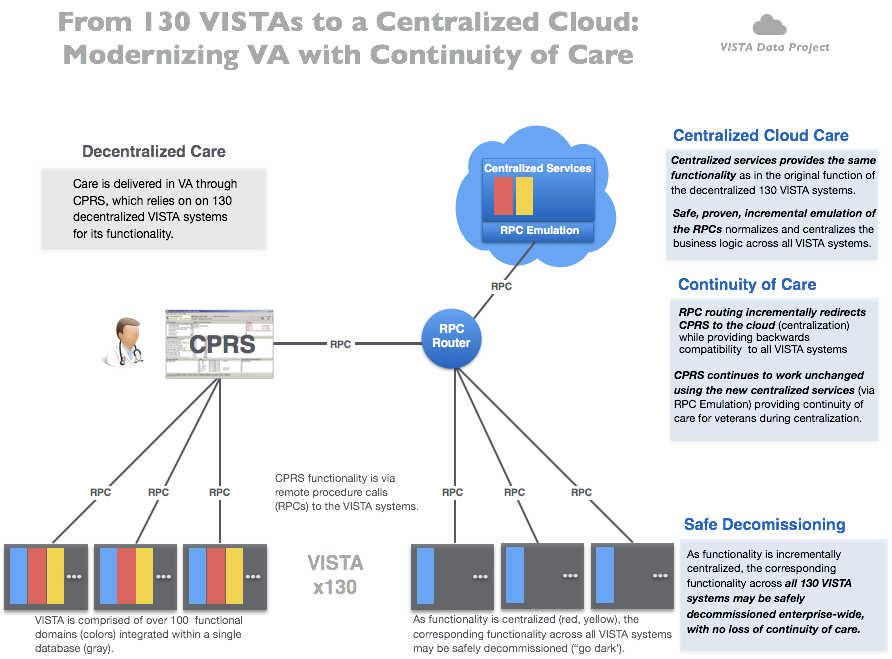 From 130 VISTAs to a Centralized Cloud:
Modernizing VA with Continuity of Care
VISTA Data Project
Decentralized Care
Care is delivered in VA through
CPRS, which relies on on 130
decentralized VISTA systems
for its functionality.
Centralized Services
RPC Emulation
Centralized Cloud Care
Centralized services provides the same
functionality as in the original function of
the decentralized 130 VISTA systems.
Safe, proven, incremental emulation of
the RPCs normalizes and centralizes the
business logic across all VISTA systems.
RPC
CPRS
RPC
RPC
Router
Continuity of Care
RPC routing incrementally redirects
CPRS to the cloud (centralization)
while providing backwards
compatibility to all VISTA systems
CPRS continues to work unchanged
using the new centralized services (via
RPC Emulation) providing continuity of
care for veterans during centralization.
RPC
RPC
RPC
CPRS functionality is via
remote procedure calls
(RPCs) to the VISTA systems.
RPC
RPC
RPC
VISTA
x130
VISTA is comprised of over 100 functional
domains (colors) integrated within a single
database (gray).
As functionality is centralized (red, yellow), the
corresponding functionality across all VISTA systems
may be safely decommissioned ("go dark').
Safe Decomissioning
As functionality is incrementally
centralized, the corresponding
functionality across all 130 VISTA
systems may be safely
decommissioned enterprise-wide,
with no loss of continuity of care.